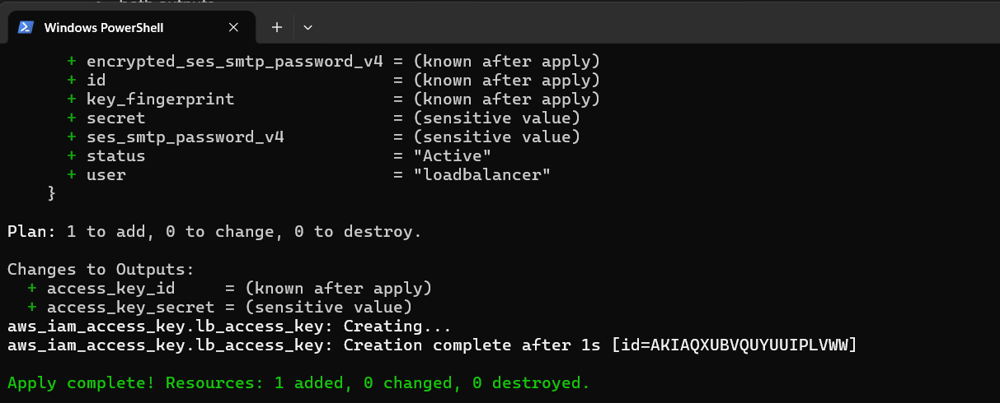 Windows PowerShell
+ encrypted_ses_smtp_password_v4 = (known after apply)
+ id = (known after apply)
+ key_fingerprint = (known after apply)
+ secret = (sensitive value)
+ ses_smtp_password_v4 = (sensitive value)
+ status = "Active"
+ user = "loadbalancer"
}
Plan: 1 to add, 0 to change, 0 to destroy.
Changes to Outputs:
+ access_key_id = (known after apply)
+ access_key_secret = (sensitive value)
aws_iam_access_key.lb_access_key: Creating...
aws_iam_access_key.lb_access_key: Creation complete after 1s [id=AKIAQXUBVQUYUUIPLVWW]
Apply complete! Resources: 1 added, 0 changed, 0 destroyed.